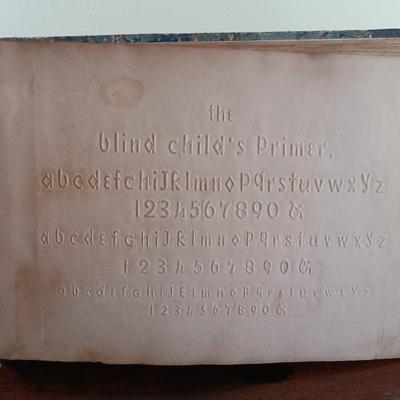 the
blind child's primer.
abcdefghijklmnopqrstuvwxyz
1234567890 &
abcdefghijklmnopqrstuvwxyz
1234567890 &
abcdefghijklmnopqrstuvwxyz
1234567890 &